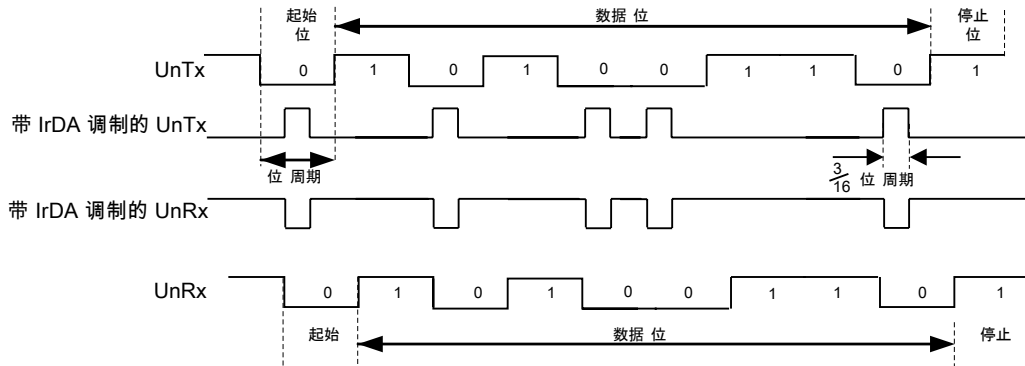 起始
位
数据 位
停止
位
UnTx 0 1 0 1 0 0 1 1 0 1
带 IrDA 调制的 UnTx
位 周期
3/16 位 周期
带 IrDA 调制的 UnRx
UnRx 0 1 0 1 0 0 1 1 0 1
起始 数据 位 停止